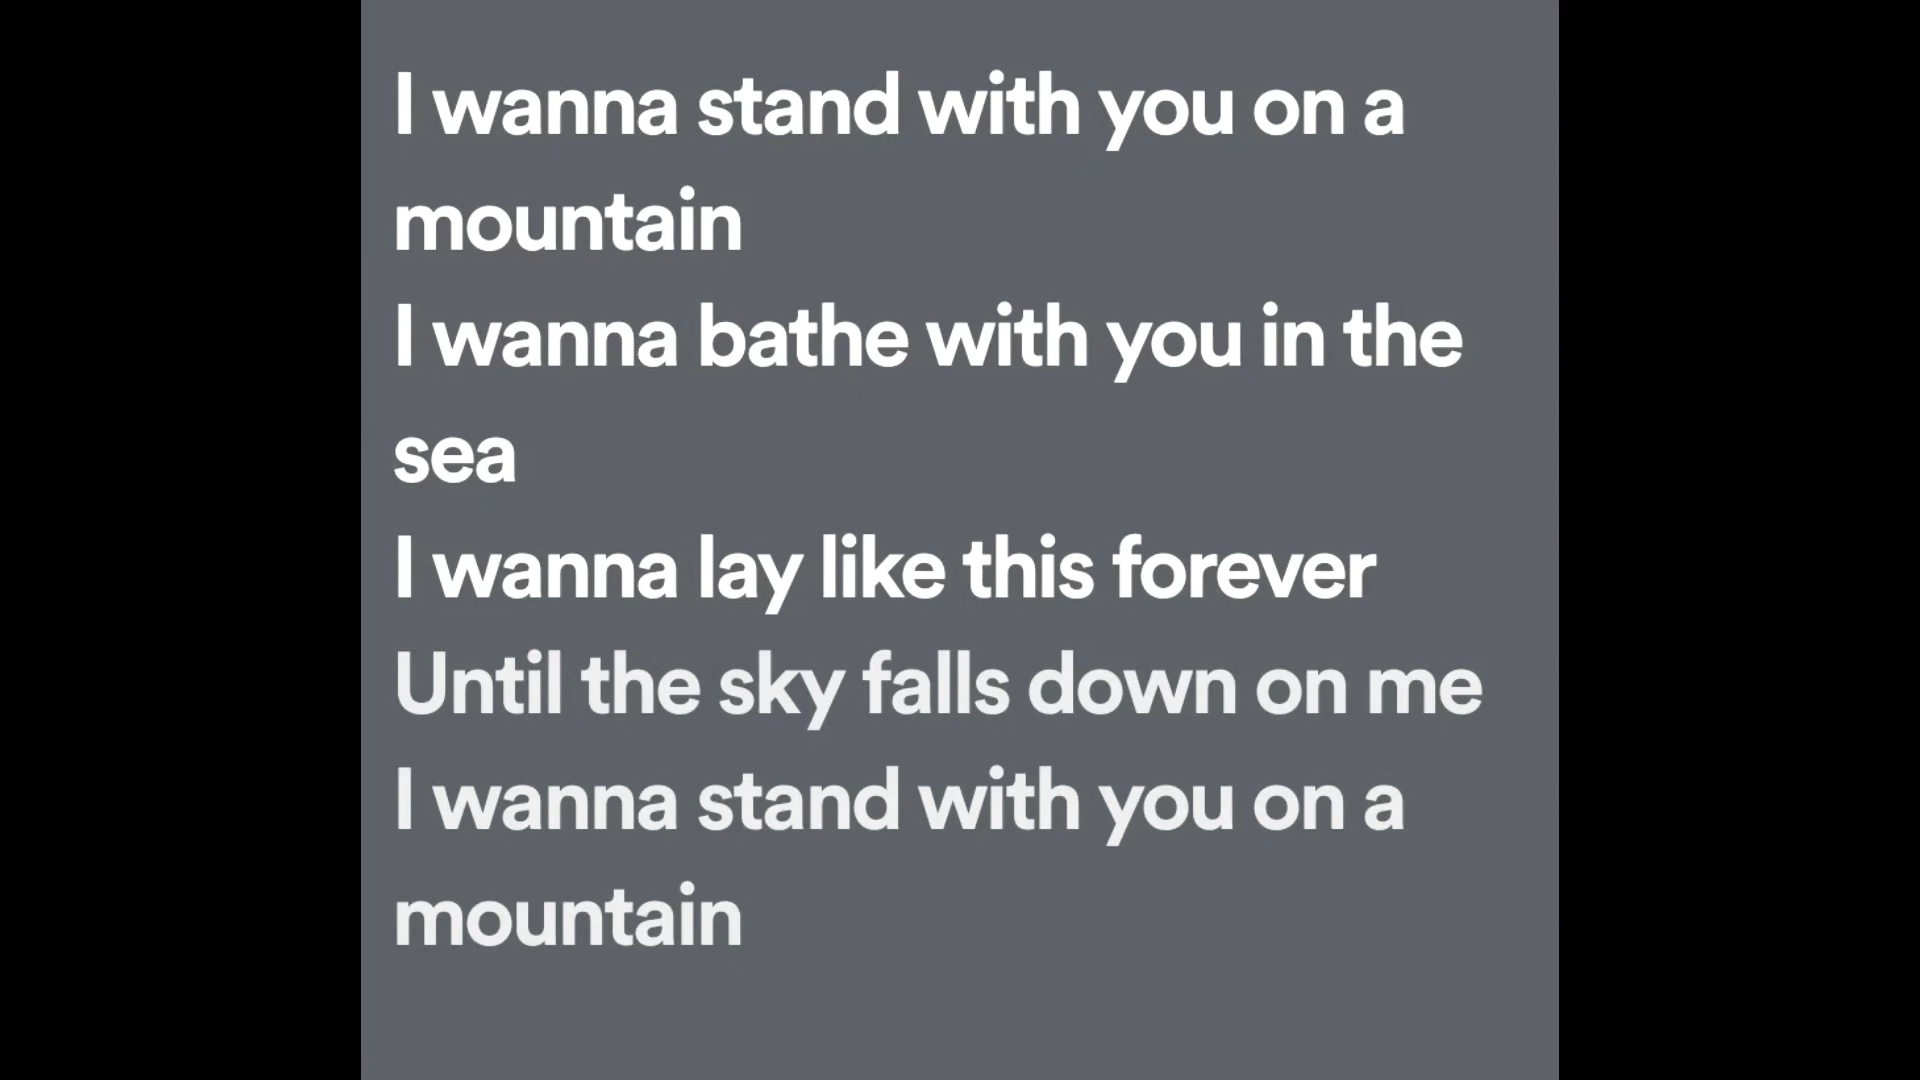 I wanna stand with you on a
mountain
I wanna bathe with you in the
sea
I wanna lay like this forever
Until the sky falls down on me
I wanna stand with you on a
mountain